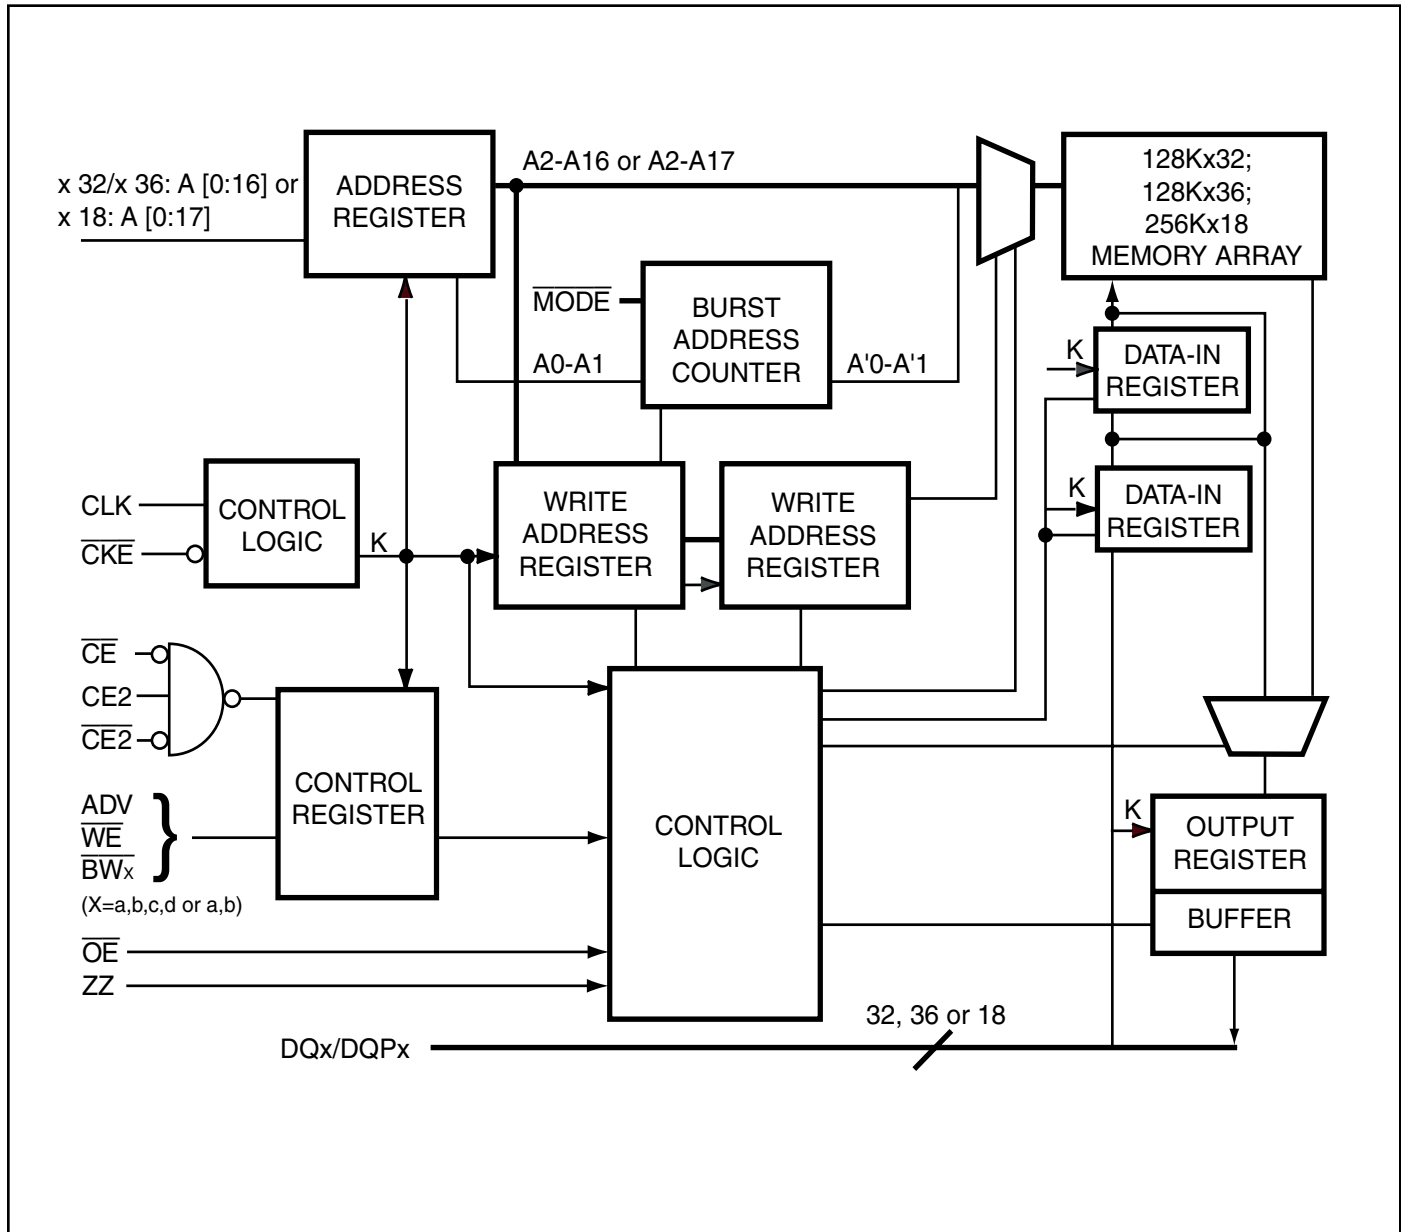 x 32/x 36: A [0:16] or
x 18: A [0:17]
ADDRESS
REGISTER
A2-A16 or A2-A17
128Kx32;
128Kx36;
256Kx18
MEMORY ARRAY
MODE
BURST
ADDRESS
COUNTER
A0-A1
A'0-A'1
K
DATA-IN
REGISTER
K
DATA-IN
REGISTER
CLK
CKE
CONTROL
LOGIC
K
WRITE
ADDRESS
REGISTER
WRITE
ADDRESS
REGISTER
CE
CE2
CE2
CONTROL
REGISTER
ADV
WE
BWx
(X=a,b,c,d or a,b)
CONTROL
LOGIC
K
OUTPUT
REGISTER
BUFFER
OE
ZZ
32, 36 or 18
DQx/DQPx